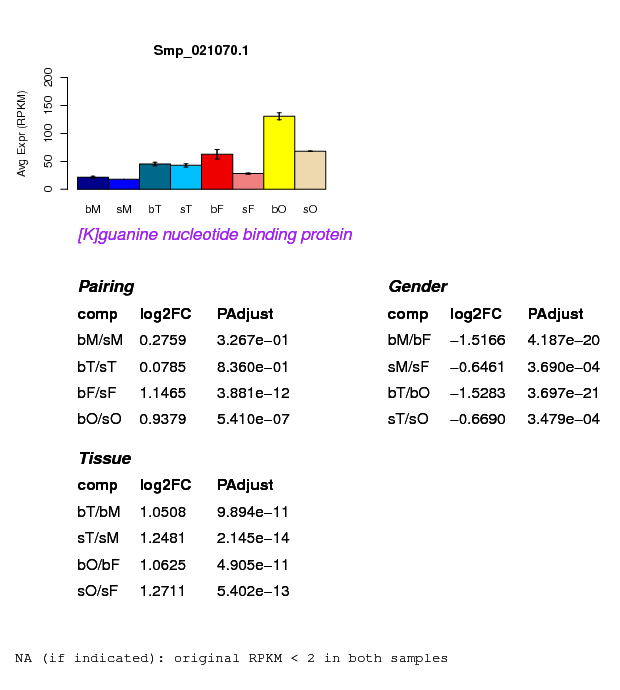 Smp_021070.1
Avg Expr (RPKM)
200
150
100
50
0
bM sM bT sT bF sF bO sO
[K]guanine nucleotide binding protein
Pairing
comp log2FC PAdjust
bM/sM 0.2759 3.267e−01
bT/sT 0.0785 8.360e−01
bF/sF 1.1465 3.881e−12
bO/sO 0.9379 5.410e−07
Gender
comp log2FC PAdjust
bM/bF −1.5166 4.187e−20
sM/sF −0.6461 3.690e−04
bT/bO −1.5283 3.697e−21
sT/sO −0.6690 3.479e−04
Tissue
comp log2FC PAdjust
bT/bM 1.0508 9.894e−11
sT/sM 1.2481 2.145e−14
bO/bF 1.0625 4.905e−11
sO/sF 1.2711 5.402e−13
NA (if indicated): original RPKM < 2 in both samples